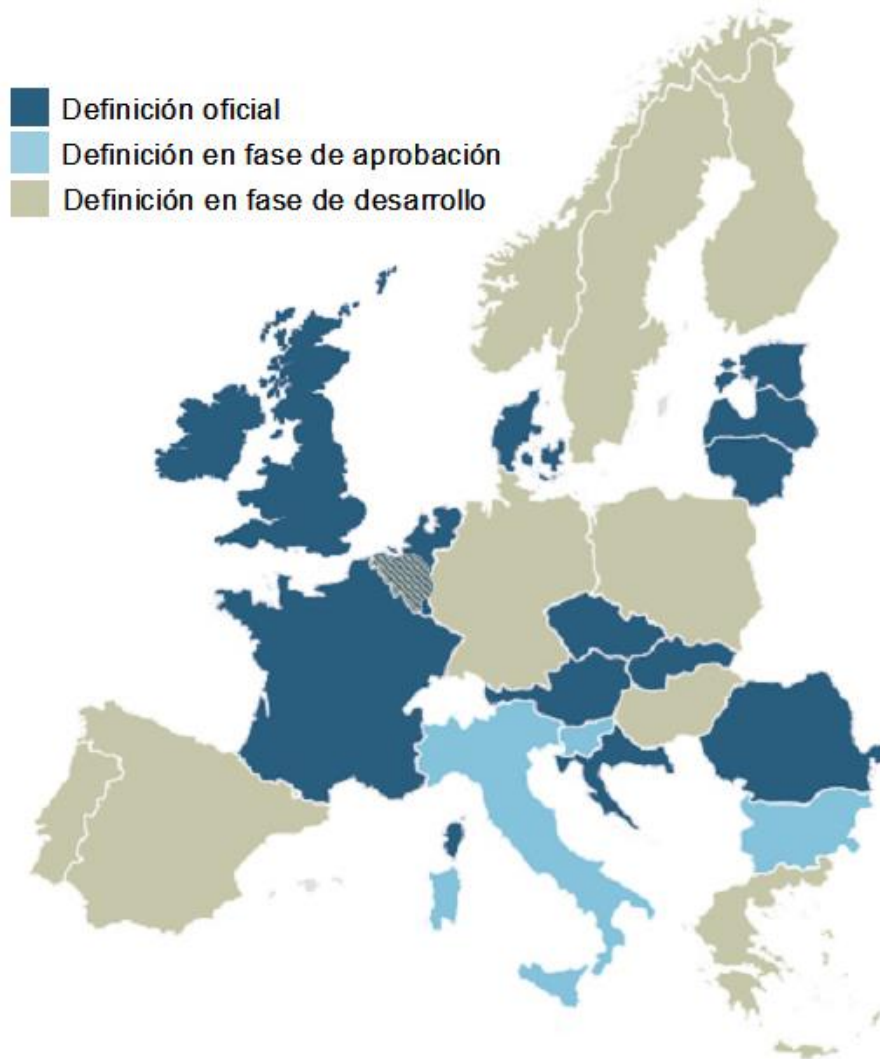 Definición oficial
Definición en fase de aprobación
Definición en fase de desarrollo